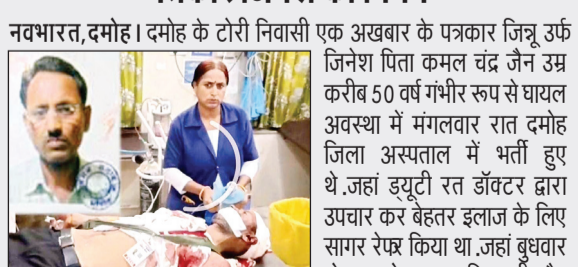 नवभारत,दमोह। दमोह के टोरी निवासी एक अखबार के पत्रकार जिन्नू उर्फ
जिनेश पिता कमल चंद्र जैन उम्र
करीब 50 वर्ष गंभीर रूप से घायल
अवस्था में मंगलवार रात दमोह
जिला अस्पताल में भर्ती हुए
थे.जहां ड्यूटी रत डॉक्टर द्वारा
उपचार कर बेहतर इलाज के लिए
सागर रेफर किया था.जहां बुधवार